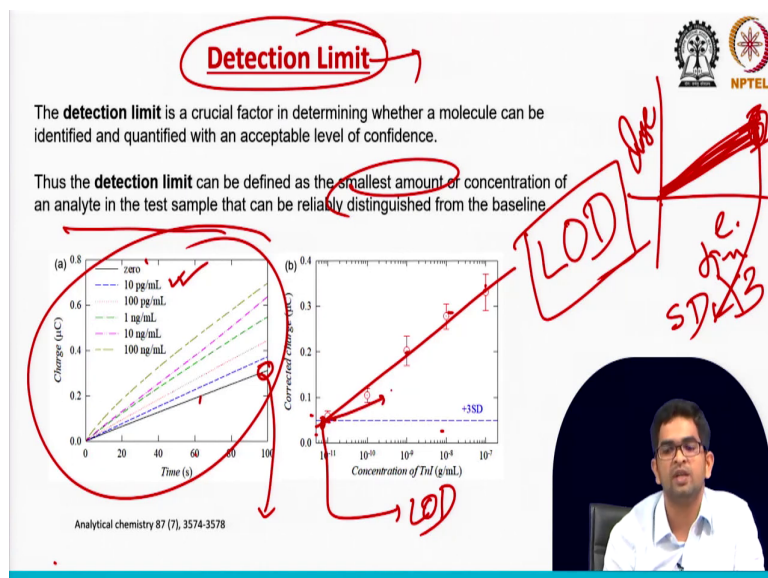 Detection Limit
NPTEL
The detection limit is a crucial factor in determining whether a molecule can be
identified and quantified with an acceptable level of confidence.
Thus the detection limit can be defined as the smallest amount or concentration of
an analyte in the test sample that can be reliably distinguished from the baseline
LOD
SD×3
(a)
0.8
0.6
0.4
0.2
0.0
Charge (µC)
zero
10 pg/mL
100 pg/mL
1 ng/mL
10 ng/mL
100 ng/mL
0 20 40 60 80 100
Time (s)
(b)
0.4
0.3
0.2
0.1
0.0
Corrected charge (µC)
+3SD
10⁻¹¹ 10⁻¹⁰ 10⁻⁹ 10⁻⁸ 10⁻⁷
Concentration of TnI (g/mL)
LOD
Analytical chemistry 87 (7), 3574-3578